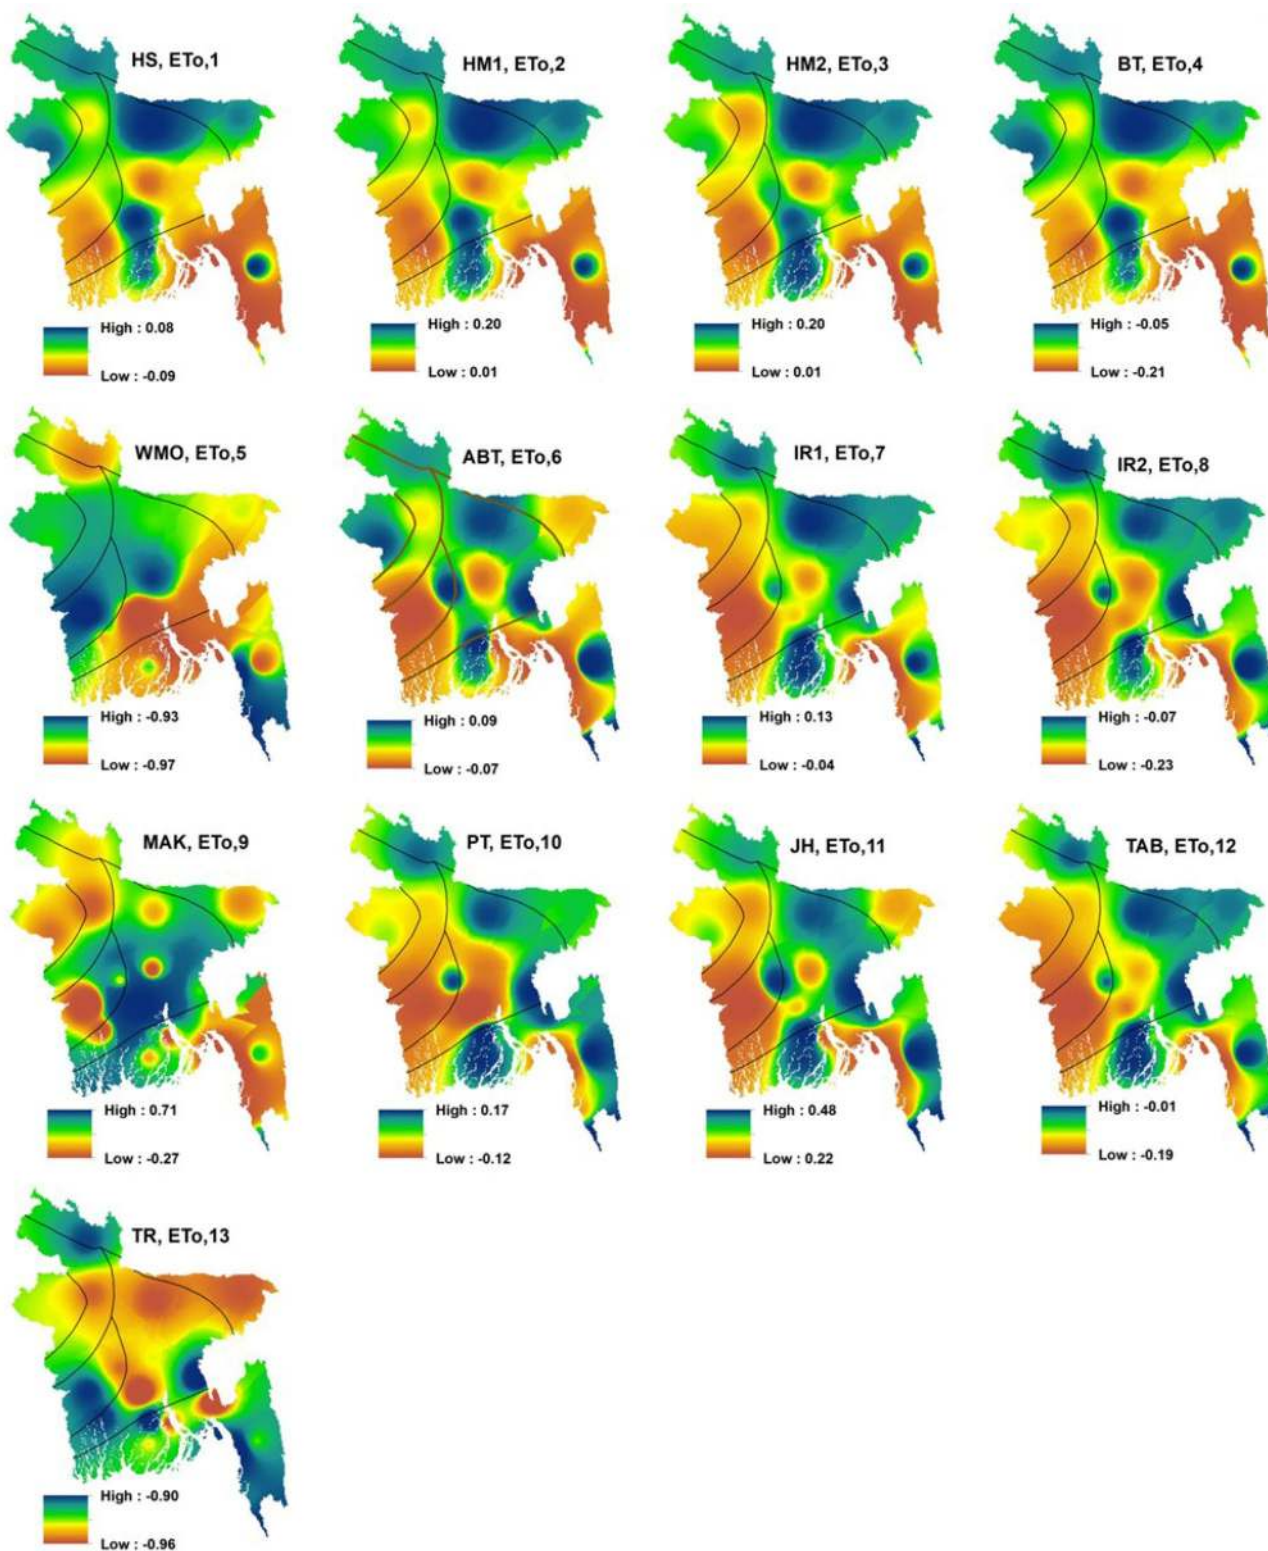 HS, ETo,1
High : 0.08
Low : -0.09
HM1, ETo,2
High : 0.20
Low : 0.01
HM2, ETo,3
High : 0.20
Low : 0.01
BT, ETo,4
High : -0.05
Low : -0.21
WMO, ETo,5
High : -0.93
Low : -0.97
ABT, ETo,6
High : 0.09
Low : -0.07
IR1, ETo,7
High : 0.13
Low : -0.04
IR2, ETo,8
High : -0.07
Low : -0.23
MAK, ETo,9
High : 0.71
Low : -0.27
PT, ETo,10
High : 0.17
Low : -0.12
JH, ETo,11
High : 0.48
Low : 0.22
TAB, ETo,12
High : -0.01
Low : -0.19
TR, ETo,13
High : -0.90
Low : -0.96